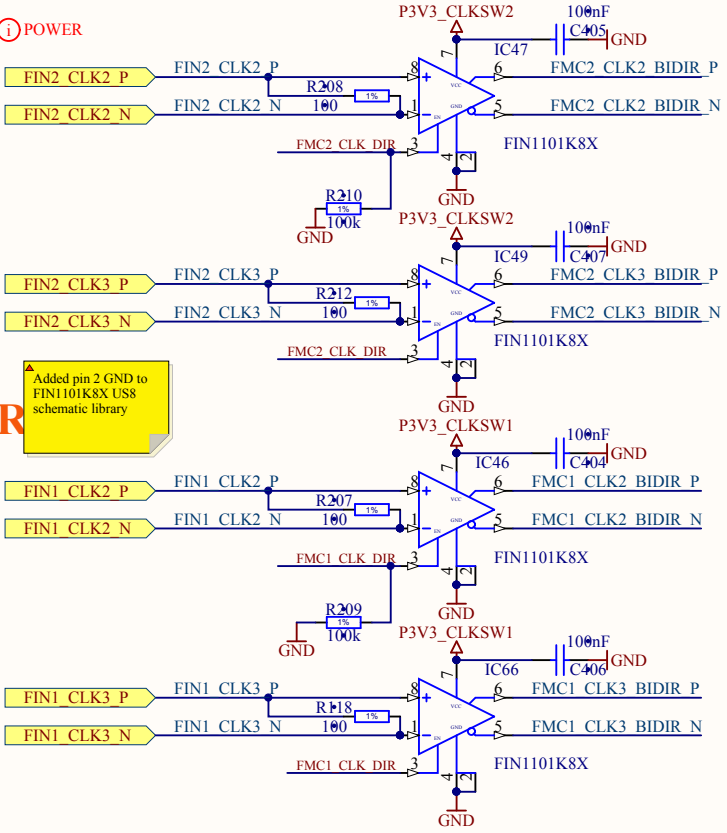 i POWER
P3V3_CLKSW2
100nF
C405
GND
IC47
FIN2_CLK2_P
FIN2_CLK2_P
8
+
7
VCC
6
FMC2_CLK2_BIDIR_P
R208
1%
100
FIN2_CLK2_N
FIN2_CLK2_N
1
−
EN
GND
5
FMC2_CLK2_BIDIR_N
FMC2_CLK_DIR
3
4
2
FIN1101K8X
GND
R210
1%
100k
GND
P3V3_CLKSW2
100nF
C407
GND
IC49
FIN2_CLK3_P
FIN2_CLK3_P
8
+
7
VCC
6
FMC2_CLK3_BIDIR_P
R212
1%
100
FIN2_CLK3_N
FIN2_CLK3_N
1
−
EN
GND
5
FMC2_CLK3_BIDIR_N
FMC2_CLK_DIR
3
4
2
FIN1101K8X
GND
Added pin 2 GND to
FIN1101K8X US8
schematic library
R
P3V3_CLKSW1
100nF
C404
GND
IC46
FIN1_CLK2_P
FIN1_CLK2_P
8
+
7
VCC
6
FMC1_CLK2_BIDIR_P
R207
1%
100
FIN1_CLK2_N
FIN1_CLK2_N
1
−
EN
GND
5
FMC1_CLK2_BIDIR_N
FMC1_CLK_DIR
3
4
2
FIN1101K8X
GND
R209
1%
100k
GND
P3V3_CLKSW1
100nF
C406
GND
IC66
FIN1_CLK3_P
FIN1_CLK3_P
8
+
7
VCC
6
FMC1_CLK3_BIDIR_P
R118
1%
100
FIN1_CLK3_N
FIN1_CLK3_N
1
−
EN
GND
5
FMC1_CLK3_BIDIR_N
FMC1_CLK_DIR
3
4
2
FIN1101K8X
GND